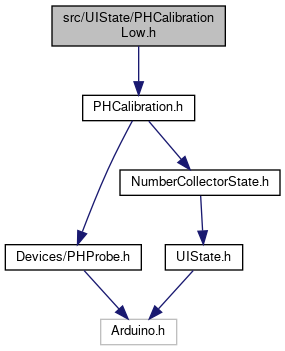 src/UIState/PHCalibration
Low.h
PHCalibration.h
NumberCollectorState.h
Devices/PHProbe.h
UIState.h
Arduino.h